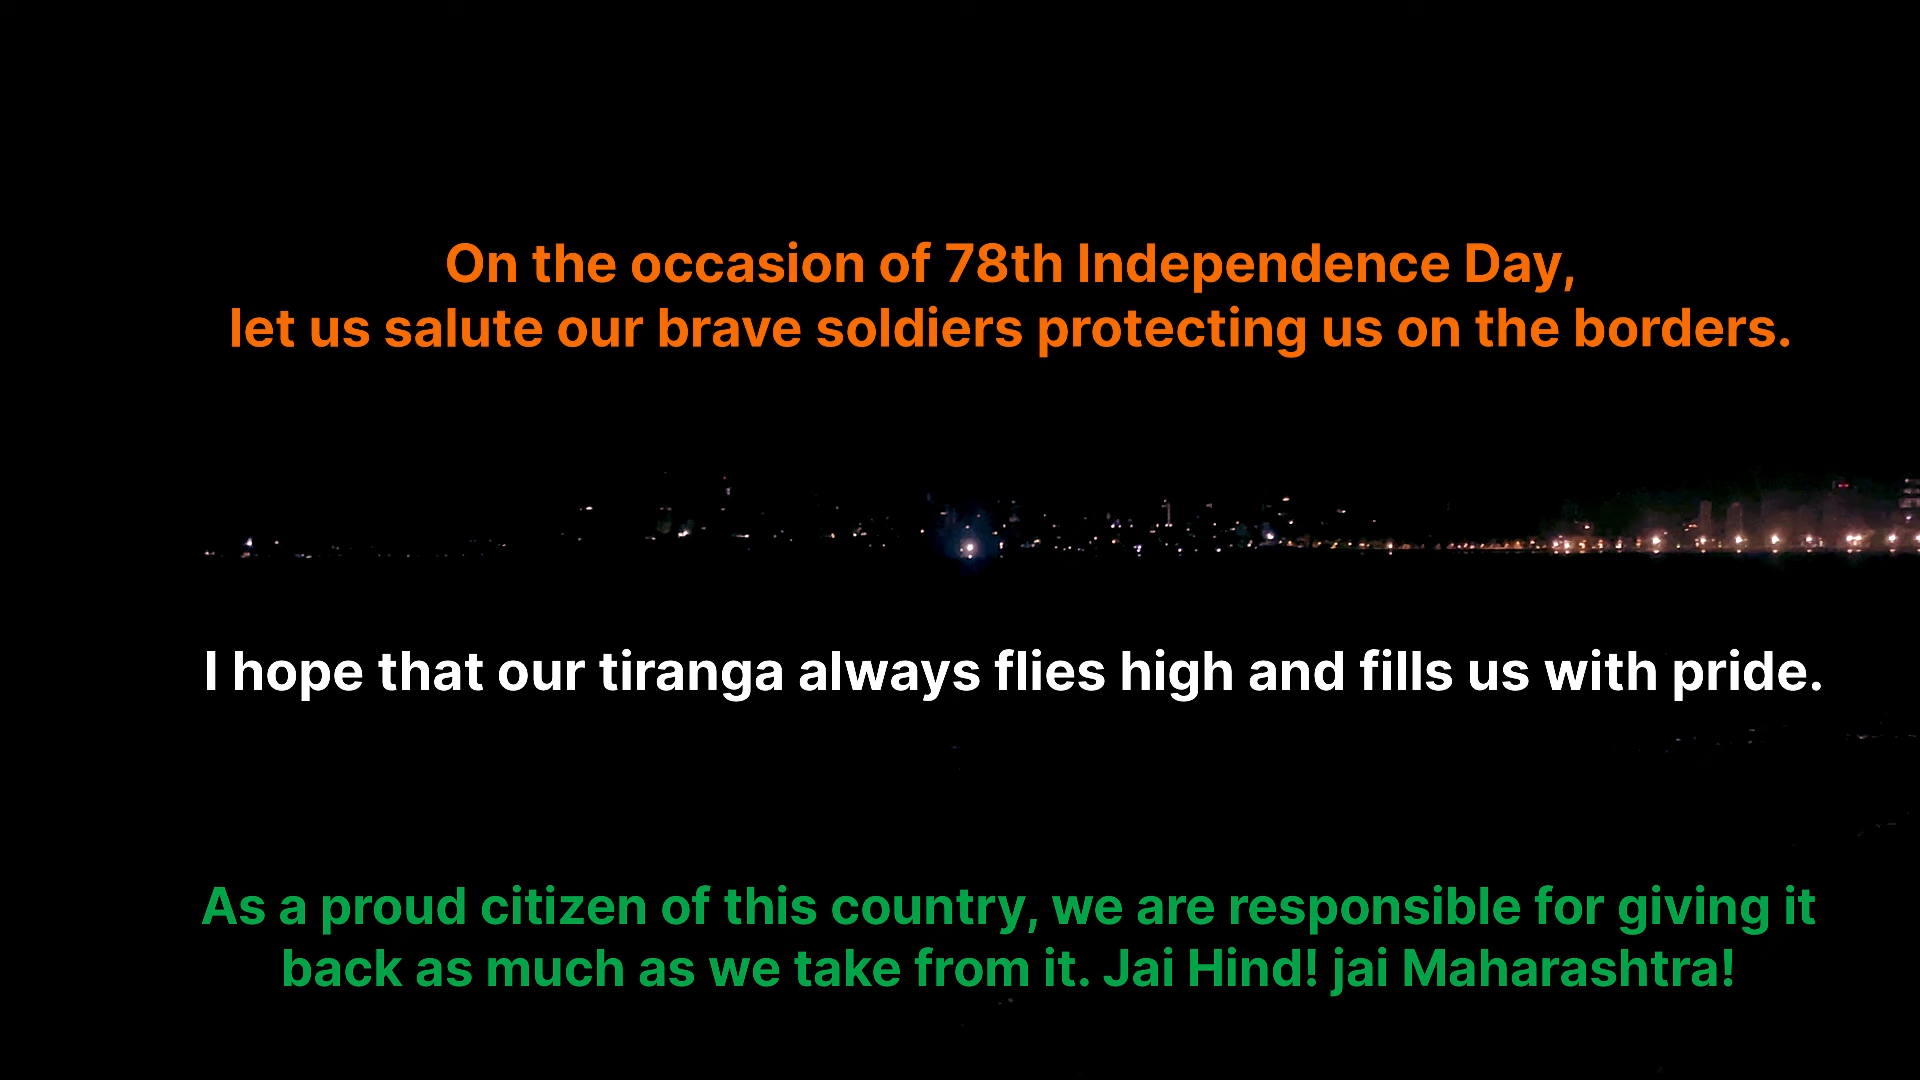 On the occasion of 78th Independence Day,
let us salute our brave soldiers protecting us on the borders.
I hope that our tiranga always flies high and fills us with pride.
As a proud citizen of this country, we are responsible for giving it
back as much as we take from it. Jai Hind! jai Maharashtra!